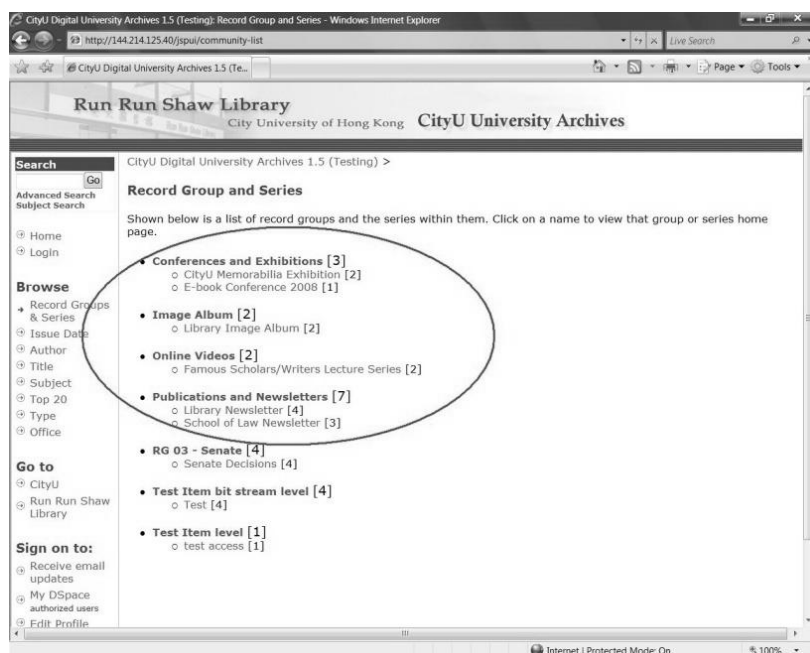 CityU Digital University Archives 1.5 (Testing): Record Group and Series - Windows Internet Explorer
http://144.214.125.40/jspui/community-list
Live Search
CityU Digital University Archives 1.5 (Te...
Page
Tools
Run Run Shaw Library
City University of Hong Kong
CityU University Archives
Search
Go
Advanced Search
Subject Search
Home
Login
Browse
Record Groups
& Series
Issue Date
Author
Title
Subject
Top 20
Type
Office
Go to
CityU
Run Run Shaw
Library
Sign on to:
Receive email
updates
My DSpace
authorized users
Edit Profile
CityU Digital University Archives 1.5 (Testing) >
Record Group and Series
Shown below is a list of record groups and the series within them. Click on a name to view that group or series home
page.
• Conferences and Exhibitions [3]
○ CityU Memorabilia Exhibition [2]
○ E-book Conference 2008 [1]
• Image Album [2]
○ Library Image Album [2]
• Online Videos [2]
○ Famous Scholars/Writers Lecture Series [2]
• Publications and Newsletters [7]
○ Library Newsletter [4]
○ School of Law Newsletter [3]
• RG 03 - Senate [4]
○ Senate Decisions [4]
• Test Item bit stream level [4]
○ Test [4]
• Test Item level [1]
○ test access [1]
Internet | Protected Mode: On
100%